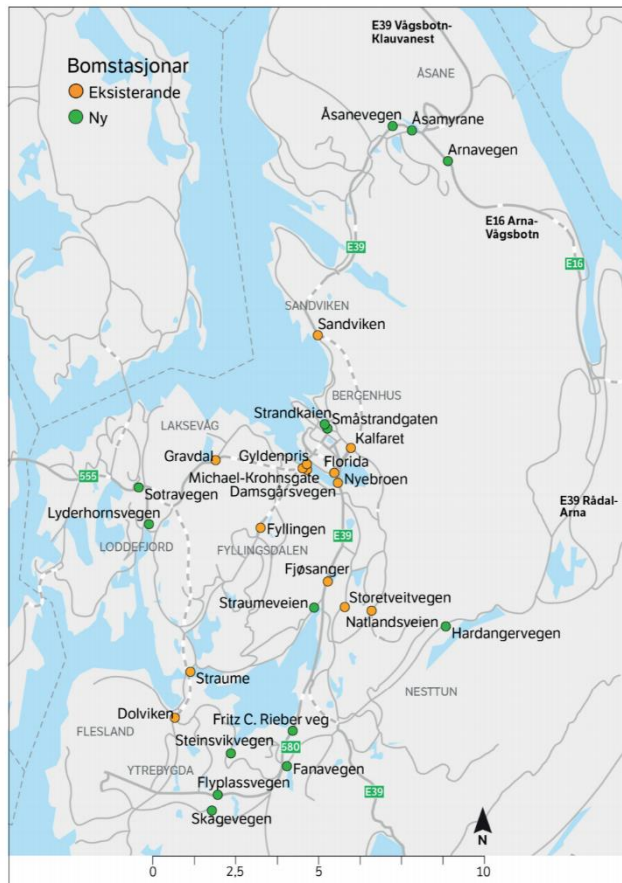 E39 Vågsbotn-
Klauvanest
Bomstasjonar
Eksisterande
Ny
ÅSANE
Åsanevegen
Åsamyrane
Arnavegen
E16 Arna-
Vågsbotn
E39
E16
SANDVIKEN
Sandviken
BERGENHUS
Strandkaien
Småstrandgaten
LAKSEVÅG
Kalfaret
Gravdal
Gyldenpris
Florida
Michael-Krohnsgate
Nyebroen
Damsgårsvegen
555
Sotravegen
E39 Rådal-
Arna
Lyderhornsvegen
Fyllingen
LODDEFJORD
FYLLINGSDALEN
E39
Fjøsanger
Straumeveien
Storetveitvegen
Natlandsveien
Hardangervegen
Straume
NESTTUN
Dolviken
FLESLAND
Fritz C. Rieber veg
Steinsvikvegen
580
YTREBYGDA
Fanavegen
Flyplassvegen
E39
Skagevegen
N
0
2,5
5
10